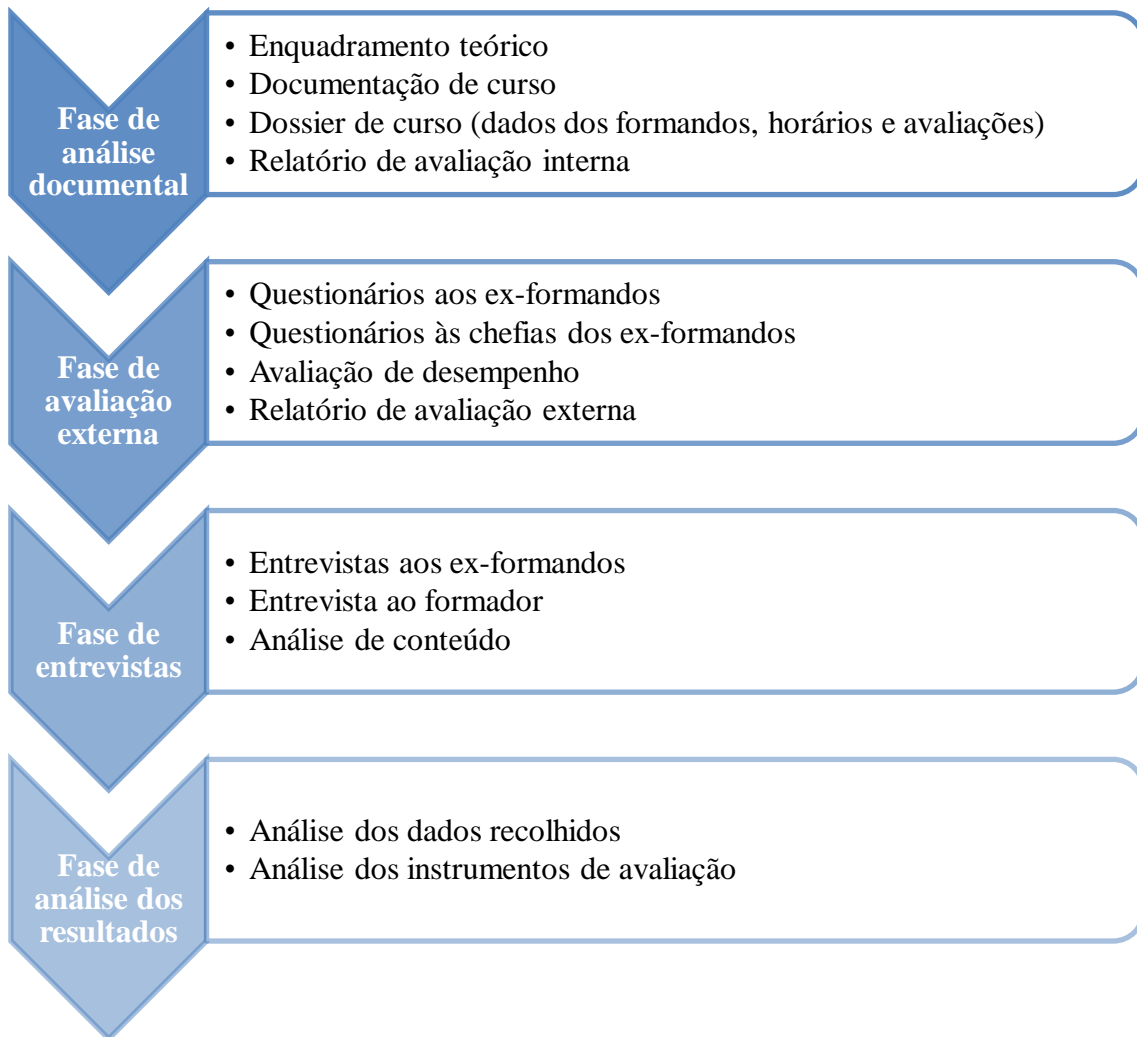 Fase de
análise
documental
• Enquadramento teórico
• Documentação de curso
• Dossier de curso (dados dos formandos, horários e avaliações)
• Relatório de avaliação interna
Fase de
avaliação
externa
• Questionários aos ex-formandos
• Questionários às chefias dos ex-formandos
• Avaliação de desempenho
• Relatório de avaliação externa
Fase de
entrevistas
• Entrevistas aos ex-formandos
• Entrevista ao formador
• Análise de conteúdo
Fase de
análise dos
resultados
• Análise dos dados recolhidos
• Análise dos instrumentos de avaliação